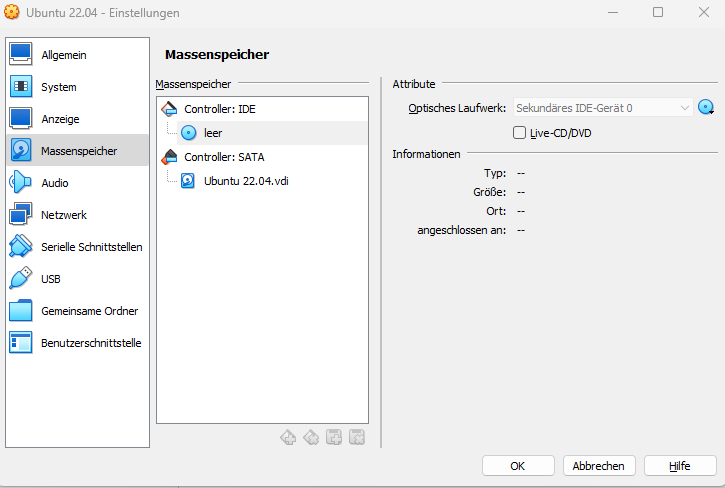 Ubuntu 22.04 - Einstellungen
Allgemein
System
Anzeige
Massenspeicher
Audio
Netzwerk
Serielle Schnittstellen
USB
Gemeinsame Ordner
Benutzerschnittstelle
Massenspeicher
Massenspeicher
Controller: IDE
leer
Controller: SATA
Ubuntu 22.04.vdi
Attribute
Optisches Laufwerk: Sekundäres IDE-Gerät 0
Live-CD/DVD
Informationen
Typ: --
Größe: --
Ort: --
angeschlossen an: --
OK Abbrechen Hilfe